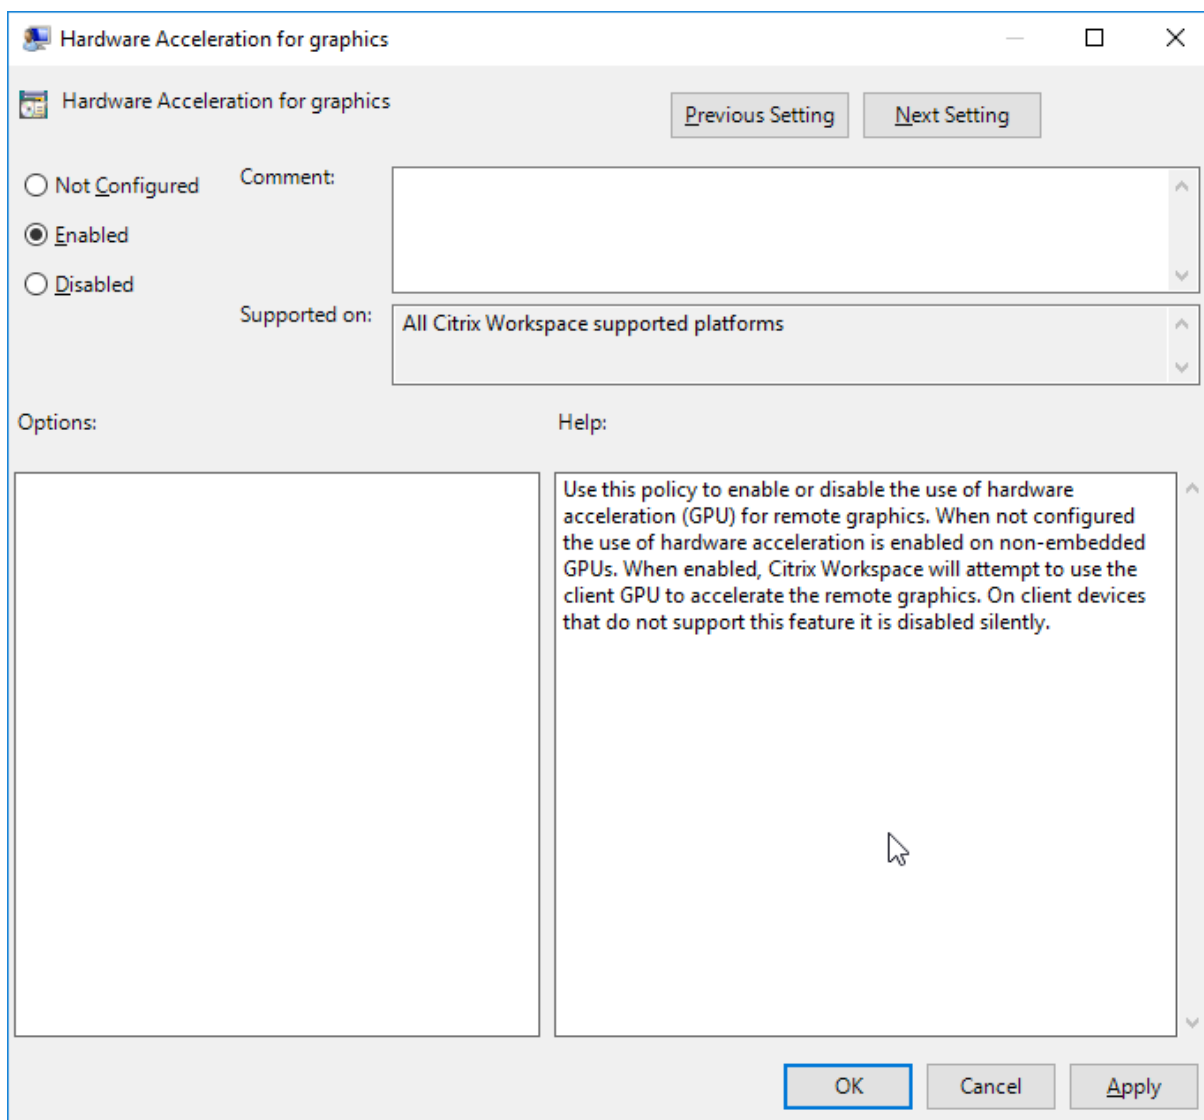 Hardware Acceleration for graphics
Hardware Acceleration for graphics
Previous Setting
Next Setting
Not Configured
Enabled
Disabled
Comment:
Supported on:
All Citrix Workspace supported platforms
Options:
Help:
Use this policy to enable or disable the use of hardware
acceleration (GPU) for remote graphics. When not configured
the use of hardware acceleration is enabled on non-embedded
GPUs. When enabled, Citrix Workspace will attempt to use the
client GPU to accelerate the remote graphics. On client devices
that do not support this feature it is disabled silently.
OK
Cancel
Apply